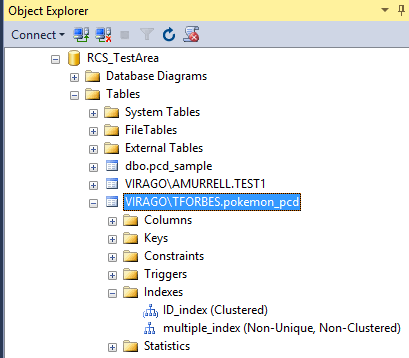 Object Explorer
Connect
RCS_TestArea
Database Diagrams
Tables
System Tables
FileTables
External Tables
dbo.pcd_sample
VIRAGO\AMURRELL.TEST1
VIRAGO\TFORBES.pokemon_pcd
Columns
Keys
Constraints
Triggers
Indexes
ID_index (Clustered)
multiple_index (Non-Unique, Non-Clustered)
Statistics